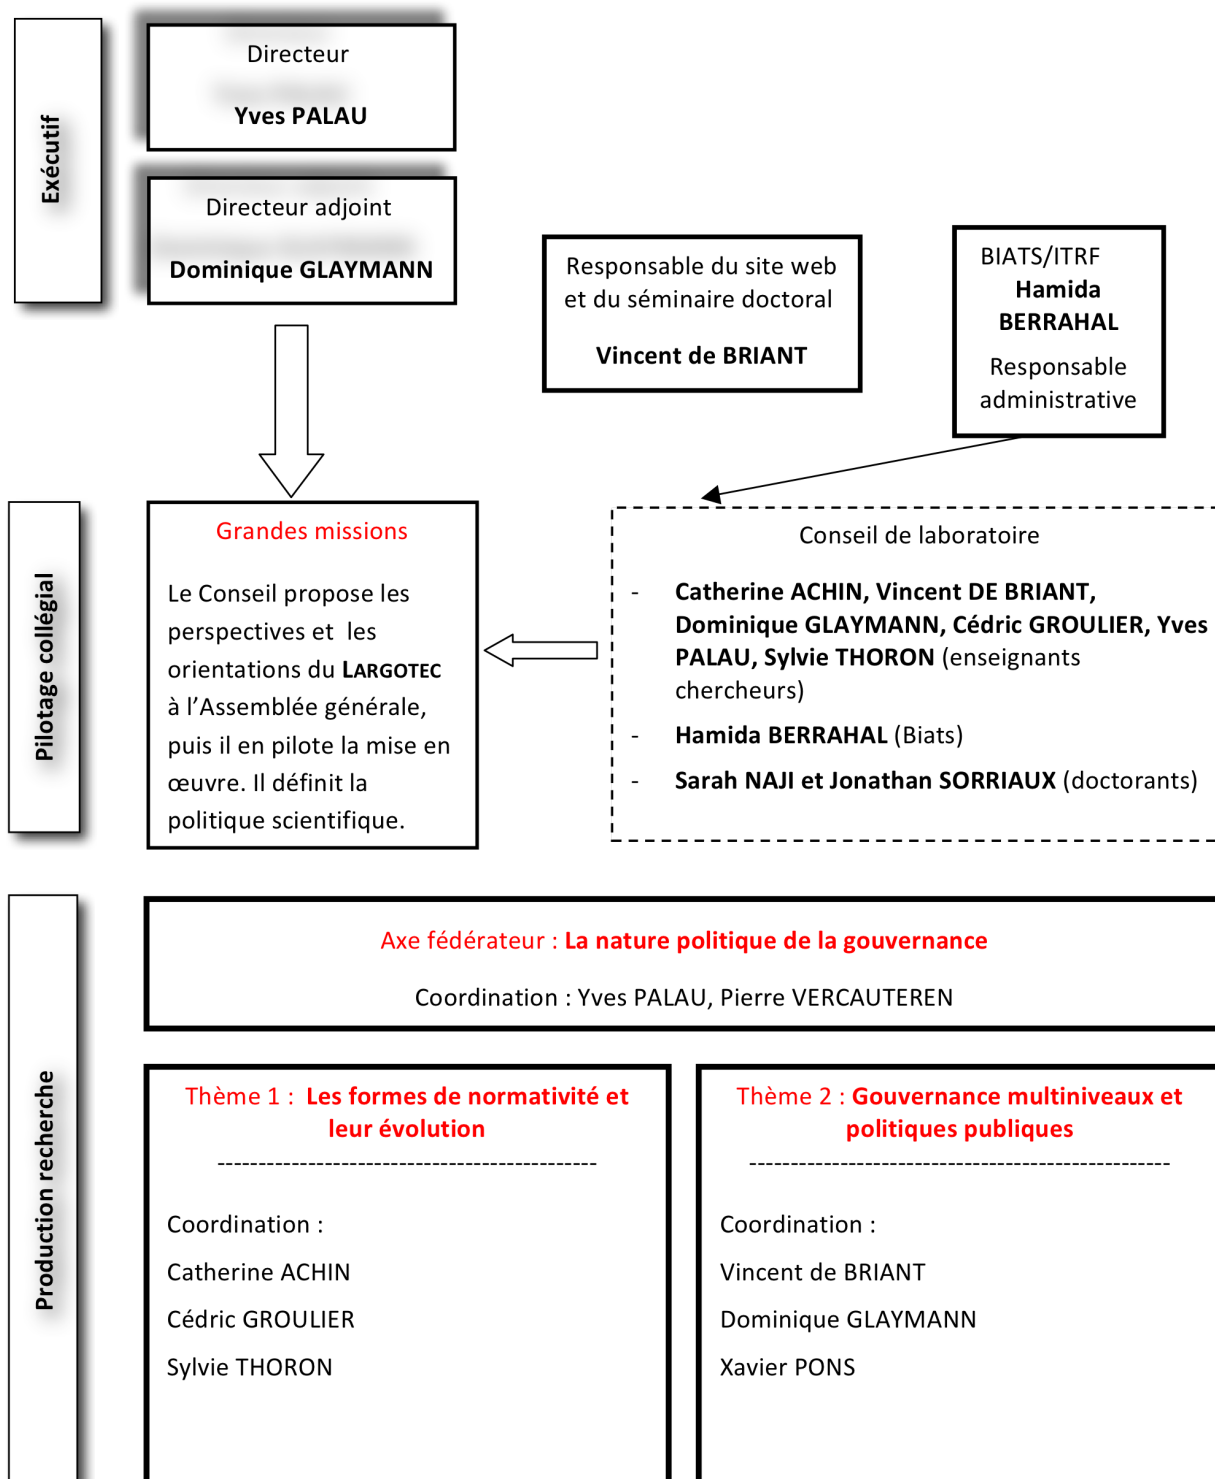 Exécutif
Directeur
Yves PALAU
Directeur adjoint
Dominique GLAYMANN
Responsable du site web
et du séminaire doctoral
Vincent de BRIANT
BIATS/ITRF
Hamida
BERRAHAL
Responsable
administrative
Pilotage collégial
Grandes missions
Le Conseil propose les
perspectives et les
orientations du LARGOTEC
à l’Assemblée générale,
puis il en pilote la mise en
œuvre. Il définit la
politique scientifique.
Conseil de laboratoire
- Catherine ACHIN, Vincent DE BRIANT,
Dominique GLAYMANN, Cédric GROULIER, Yves
PALAU, Sylvie THORON (enseignants
chercheurs)
- Hamida BERRAHAL (Biats)
- Sarah NAJI et Jonathan SORRIAUX (doctorants)
Production recherche
Axe fédérateur : La nature politique de la gouvernance
Coordination : Yves PALAU, Pierre VERCAUTEREN
Thème 1 : Les formes de normativité et
leur évolution
----------------------------------------------
Coordination :
Catherine ACHIN
Cédric GROULIER
Sylvie THORON
Thème 2 : Gouvernance multiniveaux et
politiques publiques
---------------------------------------------------
Coordination :
Vincent de BRIANT
Dominique GLAYMANN
Xavier PONS